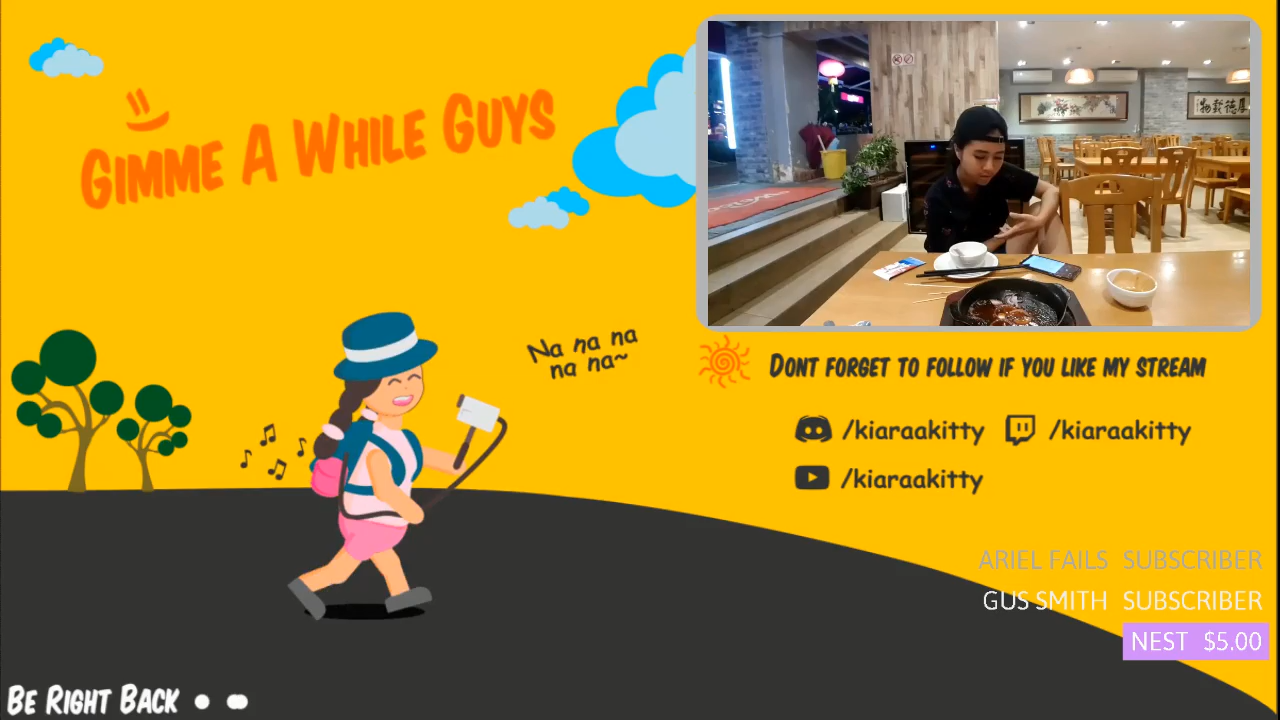 GIMME A WHILE GUYS
Na na na
na na~
DONT FORGET TO FOLLOW IF YOU LIKE MY STREAM
/kiaraakitty /kiaraakitty
/kiaraakitty
ARIEL FAILS SUBSCRIBER
GUS SMITH SUBSCRIBER
NEST $5.00
BE RIGHT BACK